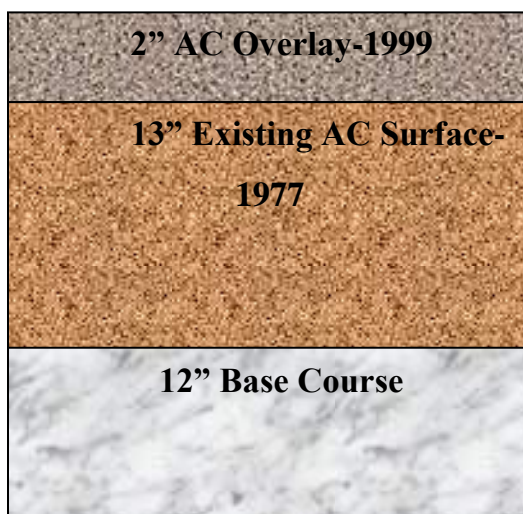 2” AC Overlay-1999
13” Existing AC Surface-
1977
12” Base Course